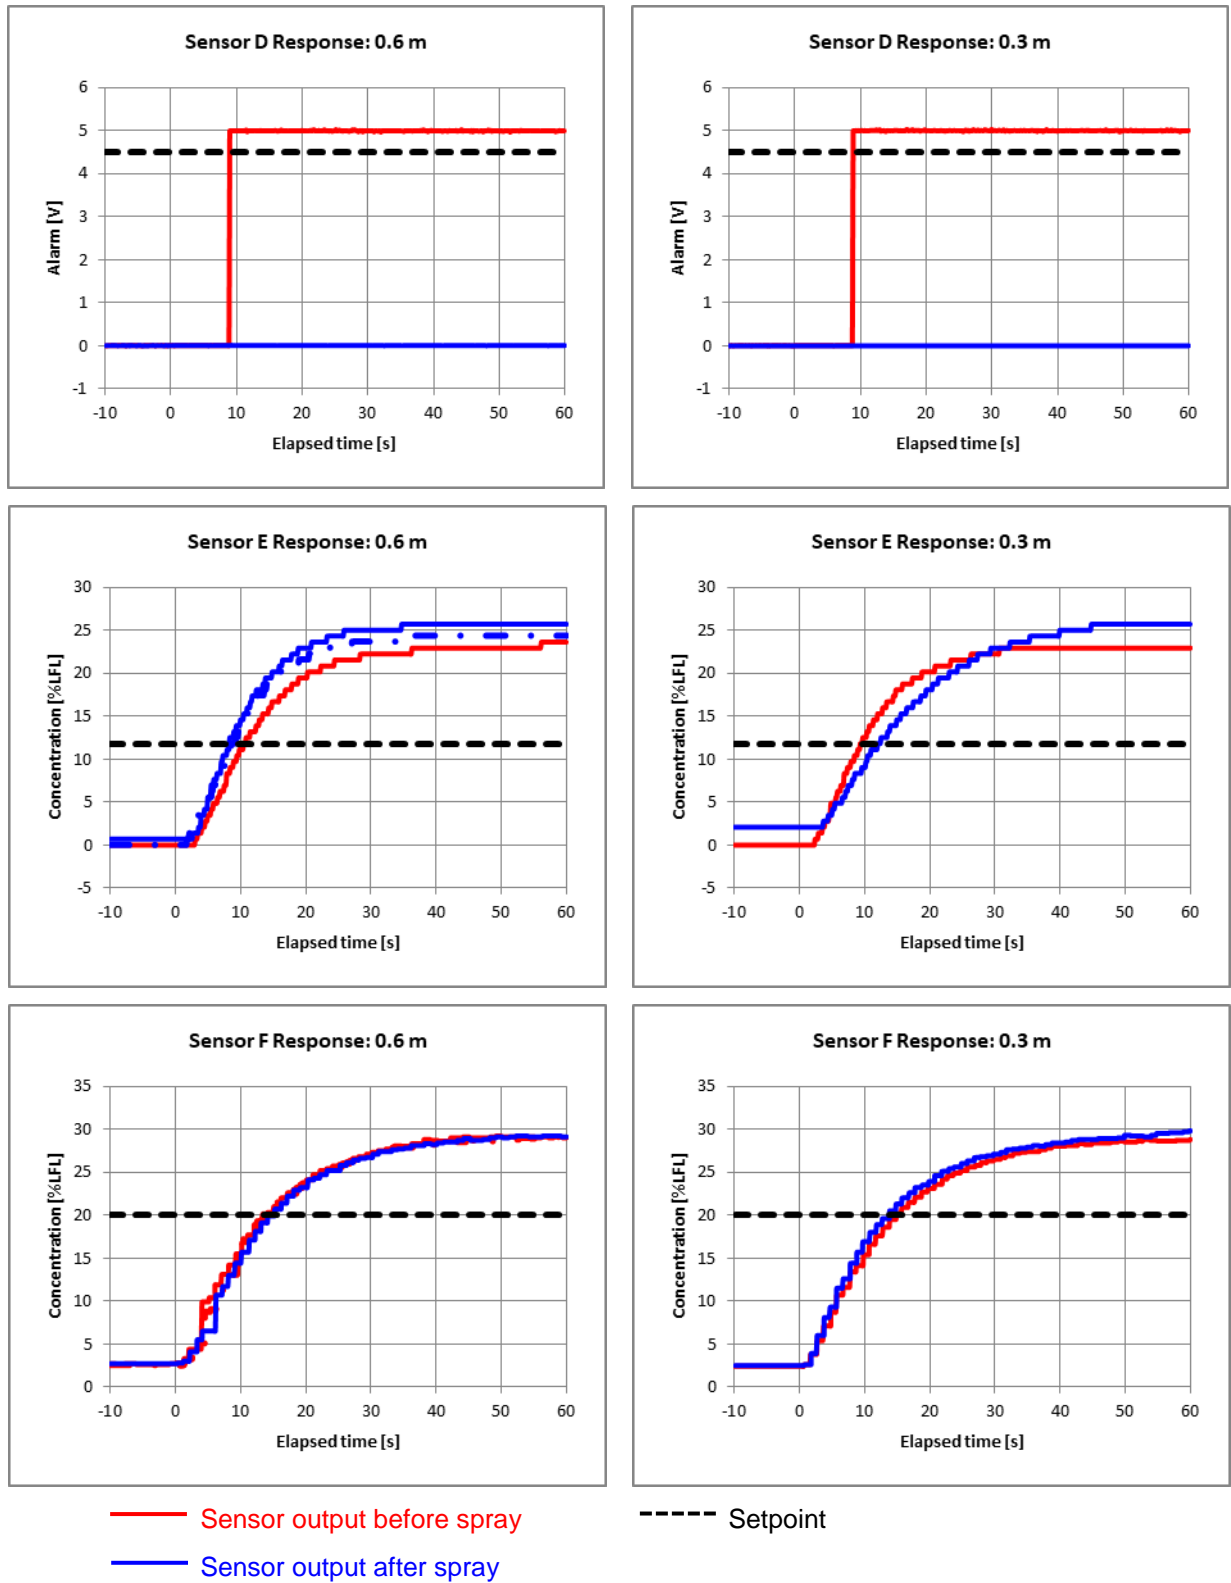 Sensor D Response: 0.6 m
6
5
4
3
2
1
0
-1
Alarm [V]
-10 0 10 20 30 40 50 60
Elapsed time [s]
Sensor D Response: 0.3 m
6
5
4
3
2
1
0
-1
Alarm [V]
-10 0 10 20 30 40 50 60
Elapsed time [s]
Sensor E Response: 0.6 m
30
25
20
15
10
5
0
-5
Concentration [%LFL]
-10 0 10 20 30 40 50 60
Elapsed time [s]
Sensor E Response: 0.3 m
30
25
20
15
10
5
0
-5
Concentration [%LFL]
-10 0 10 20 30 40 50 60
Elapsed time [s]
Sensor F Response: 0.6 m
35
30
25
20
15
10
5
0
Concentration [%LFL]
-10 0 10 20 30 40 50 60
Elapsed time [s]
Sensor F Response: 0.3 m
35
30
25
20
15
10
5
0
Concentration [%LFL]
-10 0 10 20 30 40 50 60
Elapsed time [s]
Sensor output before spray
Setpoint
Sensor output after spray